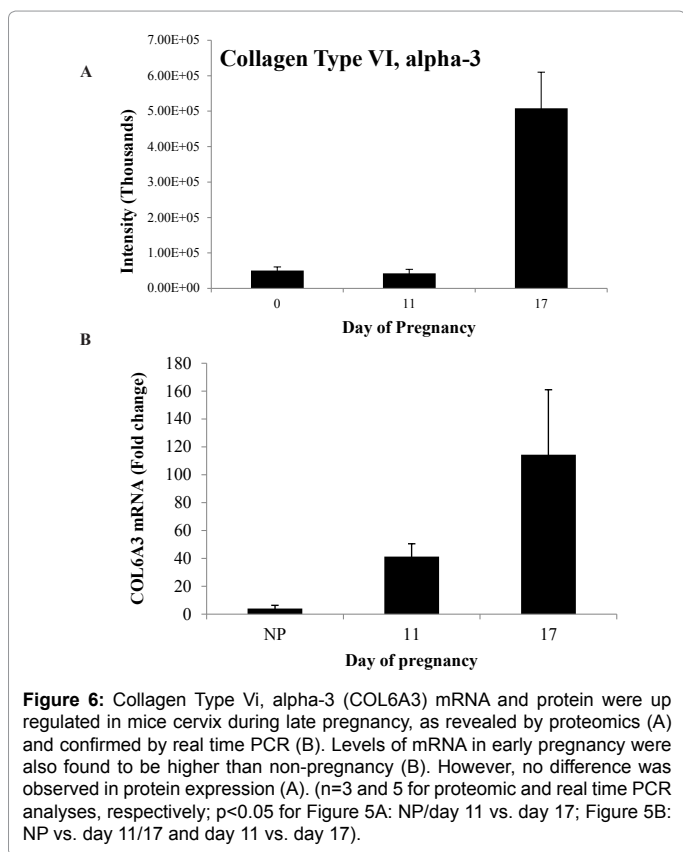 A
Collagen Type VI, alpha-3
7.00E+05
6.00E+05
5.00E+05
4.00E+05
3.00E+05
2.00E+05
1.00E+05
0.00E+00
Intensity (Thousands)
0
11
17
Day of Pregnancy
B
180
160
140
120
100
80
60
40
20
0
COL6A3 mRNA (Fold change)
NP
11
17
Day of pregnancy
Figure 6: Collagen Type Vi, alpha-3 (COL6A3) mRNA and protein were up
regulated in mice cervix during late pregnancy, as revealed by proteomics (A)
and confirmed by real time PCR (B). Levels of mRNA in early pregnancy were
also found to be higher than non-pregnancy (B). However, no difference was
observed in protein expression (A). (n=3 and 5 for proteomic and real time PCR
analyses, respectively; p<0.05 for Figure 5A: NP/day 11 vs. day 17; Figure 5B:
NP vs. day 11/17 and day 11 vs. day 17).